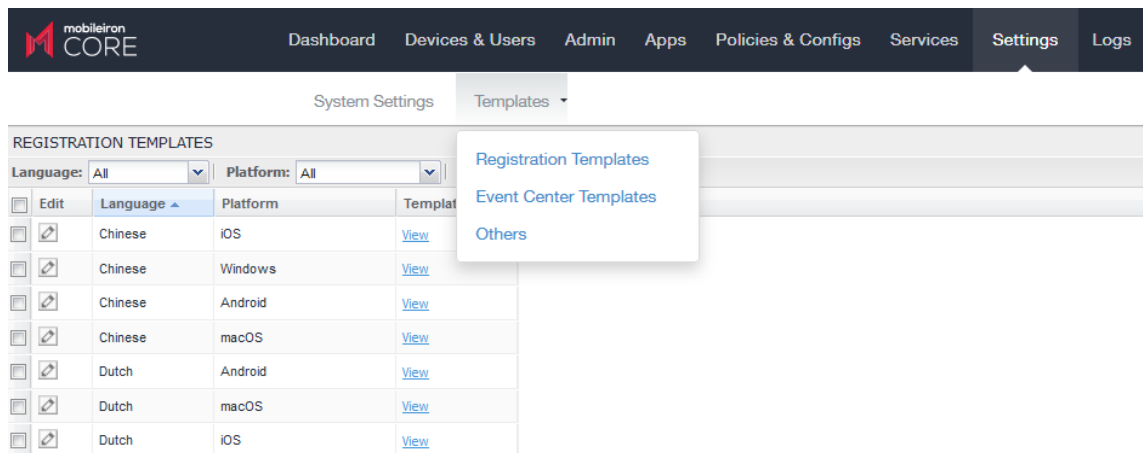 mobileiron
CORE
Dashboard Devices & Users Admin Apps Policies & Configs Services Settings Logs
System Settings Templates
REGISTRATION TEMPLATES
Registration Templates
Language: All Platform: All
Event Center Templates
Edit Language Platform Templat
Others
Chinese iOS View
Chinese Windows View
Chinese Android View
Chinese macOS View
Dutch Android View
Dutch macOS View
Dutch iOS View